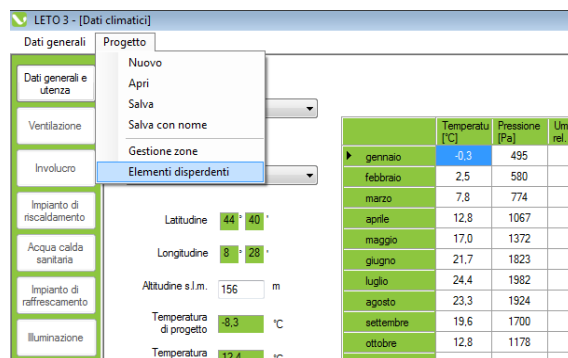 LETO 3 - [Dati climatici]
Dati generali Progetto
Nuovo
Apri
Salva
Salva con nome
Gestione zone
Elementi disperdenti
Dati generali e
utenza
Ventilazione
Involucro
Impianto di
riscaldamento
Acqua calda
sanitaria
Impianto di
raffrescamento
Illuminazione
Latitudine 44 ° 40 '
Longitudine 8 ° 28 '
Altitudine s.l.m. 156 m
Temperatura
di progetto -8,3 °C
Temperatura
12,4 °C
Temperatu Pressione Um
[°C] [Pa] rel.
gennaio -0,3 495
febbraio 2,5 580
marzo 7,8 774
aprile 12,8 1067
maggio 17,0 1372
giugno 21,7 1823
luglio 24,4 1982
agosto 23,3 1924
settembre 19,6 1700
ottobre 12,8 1178